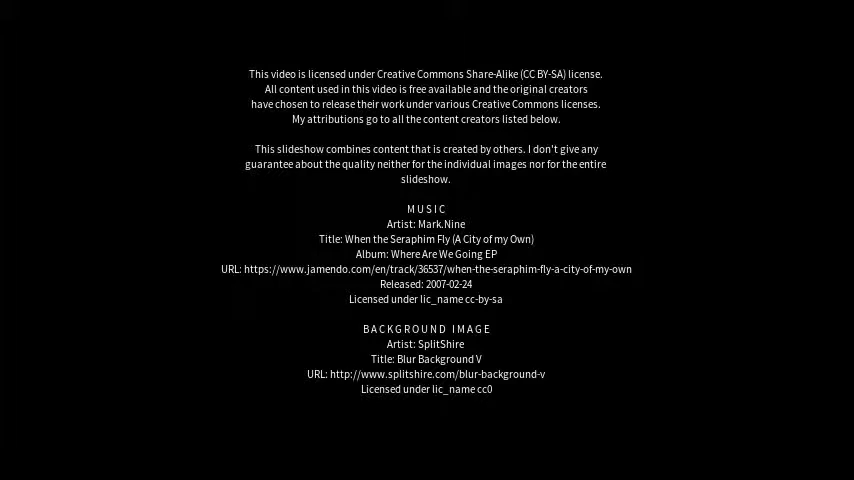 This video is licensed under Creative Commons Share-Alike (CC BY-SA) license.
All content used in this video is free available and the original creators
have chosen to release their work under various Creative Commons licenses.
My attributions go to all the content creators listed below.
This slideshow combines content that is created by others. I don't give any
guarantee about the quality neither for the individual images nor for the entire
slideshow.
MUSIC
Artist: Mark.Nine
Title: When the Seraphim Fly (A City of my Own)
Album: Where Are We Going EP
URL: https://www.jamendo.com/en/track/36537/when-the-seraphim-fly-a-city-of-my-own
Released: 2007-02-24
Licensed under lic_name cc-by-sa
BACKGROUND IMAGE
Artist: SplitShire
Title: Blur Background V
URL: http://www.splitshire.com/blur-background-v
Licensed under lic_name cc0